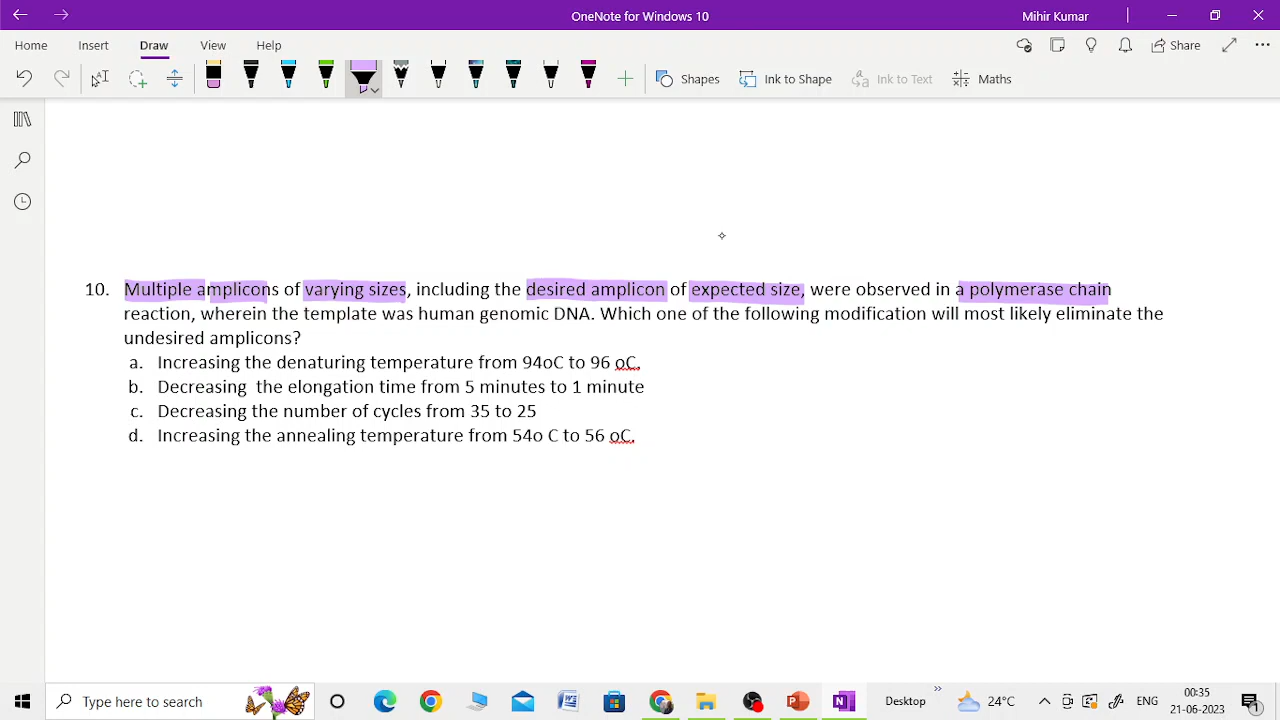 OneNote for Windows 10
Mihir Kumar
Home Insert Draw View Help
Share
Shapes Ink to Shape Ink to Text Maths
10. Multiple amplicons of varying sizes, including the desired amplicon of expected size, were observed in a polymerase chain
reaction, wherein the template was human genomic DNA. Which one of the following modification will most likely eliminate the
undesired amplicons?
a. Increasing the denaturing temperature from 94oC to 96 oC.
b. Decreasing the elongation time from 5 minutes to 1 minute
c. Decreasing the number of cycles from 35 to 25
d. Increasing the annealing temperature from 54o C to 56 oC.
Type here to search
Desktop
24°C
ENG
00:35
21-06-2023
1